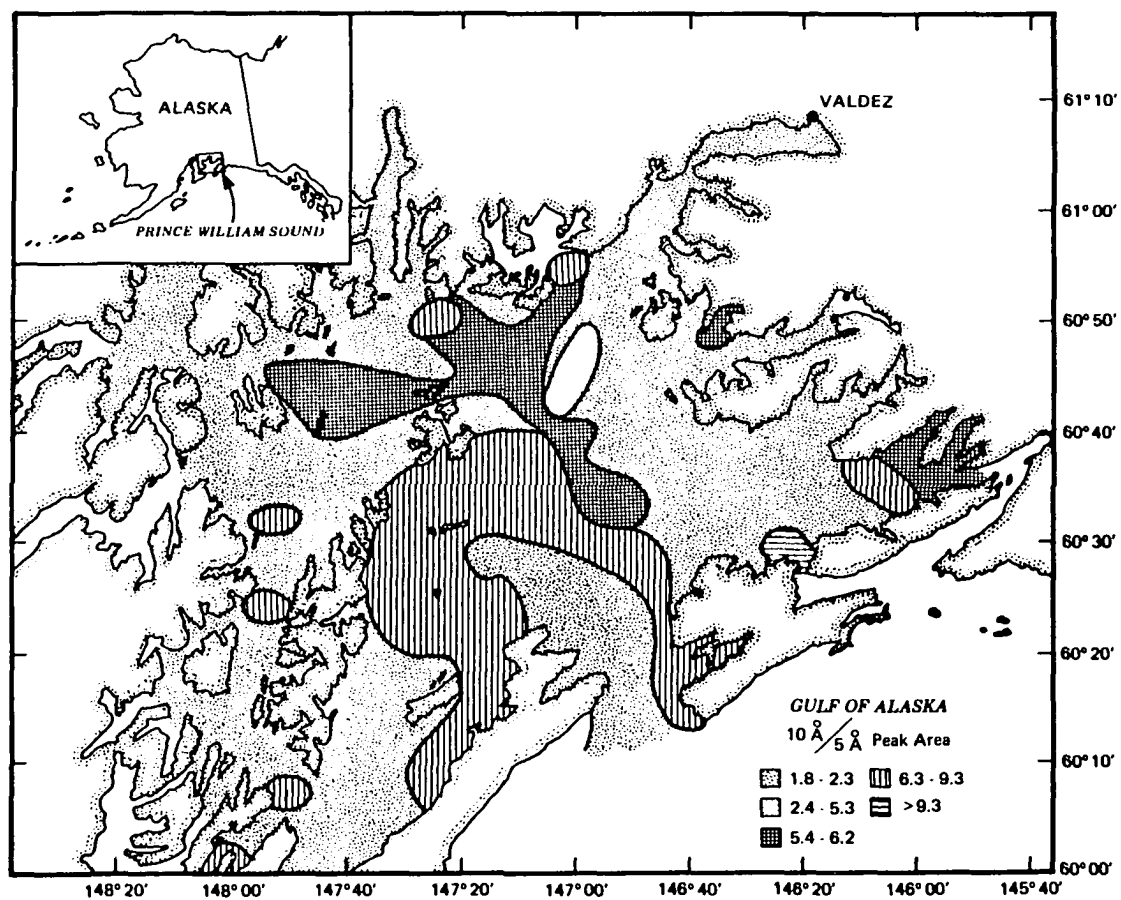 ALASKA
PRINCE WILLIAM SOUND
VALDEZ
61° 10'
61° 00'
60° 50'
60° 40'
60° 30'
60° 20'
60° 10'
60° 00'
GULF OF ALASKA
10 Å / 5 Å Peak Area
1.8 - 2.3
6.3 - 9.3
2.4 - 5.3
>9.3
5.4 - 6.2
148° 20'
148° 00'
147° 40'
147° 20'
147° 00'
146° 40'
146° 20'
146° 00'
145° 40'